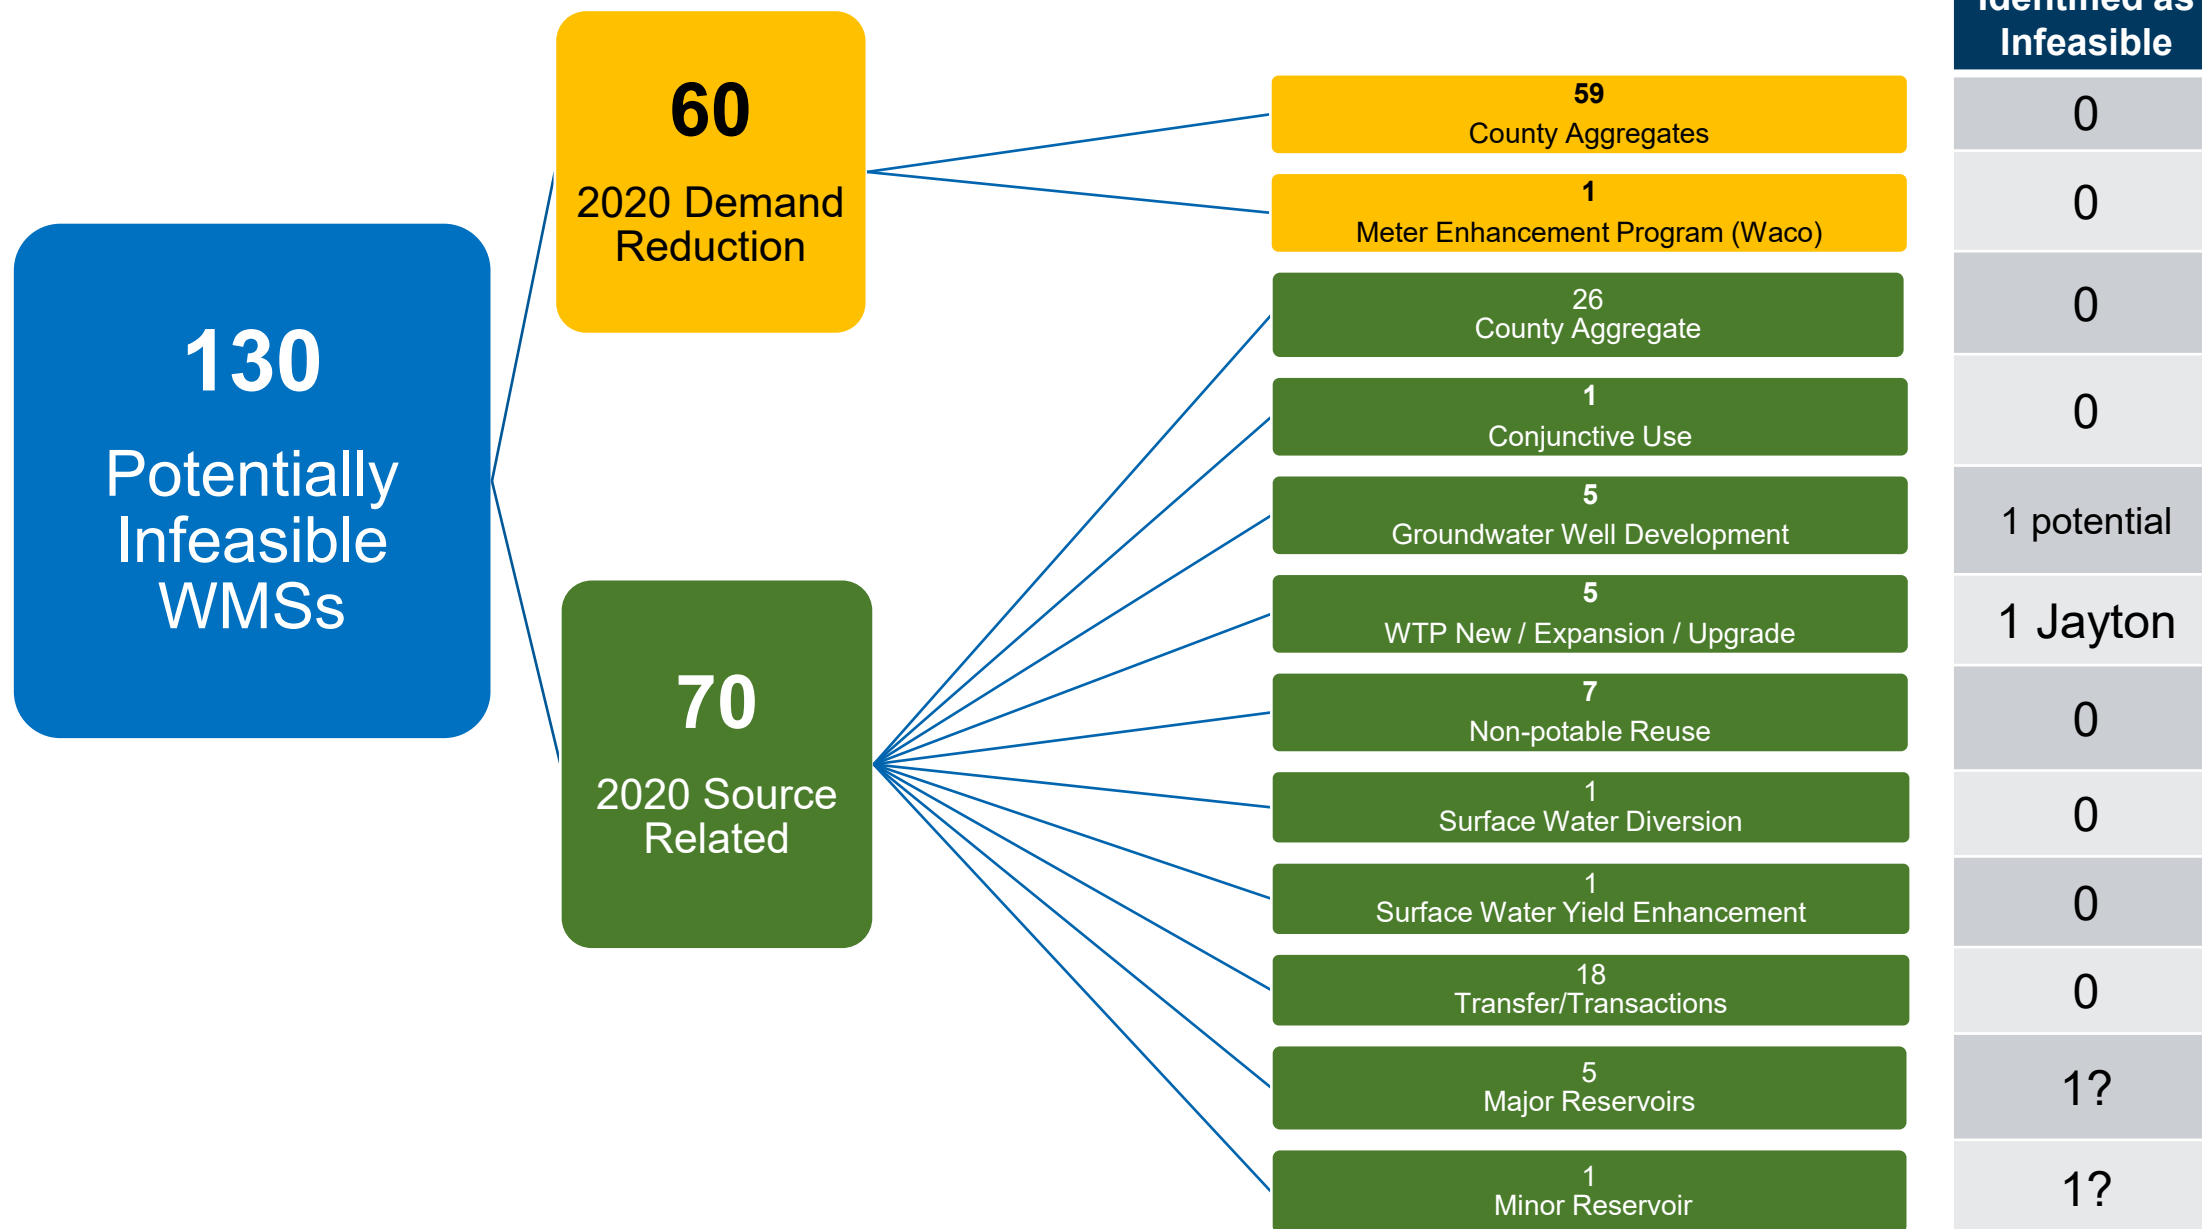 130
Potentially
Infeasible
WMSs
60
2020 Demand
Reduction
70
2020 Source
Related
59
County Aggregates
1
Meter Enhancement Program (Waco)
26
County Aggregate
1
Conjunctive Use
5
Groundwater Well Development
5
WTP New / Expansion / Upgrade
7
Non-potable Reuse
1
Surface Water Diversion
1
Surface Water Yield Enhancement
18
Transfer/Transactions
5
Major Reservoirs
1
Minor Reservoir
Identified as
Infeasible
0
0
0
0
1 potential
1 Jayton
0
0
0
0
1?
1?